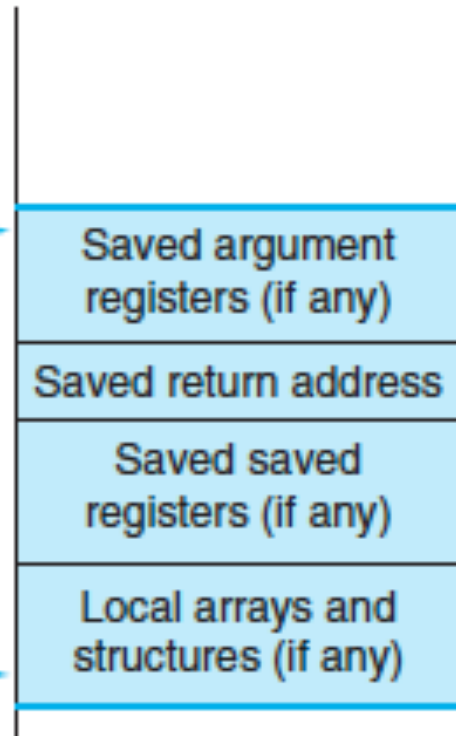 Saved argument
registers (if any)
Saved return address
Saved saved
registers (if any)
Local arrays and
structures (if any)